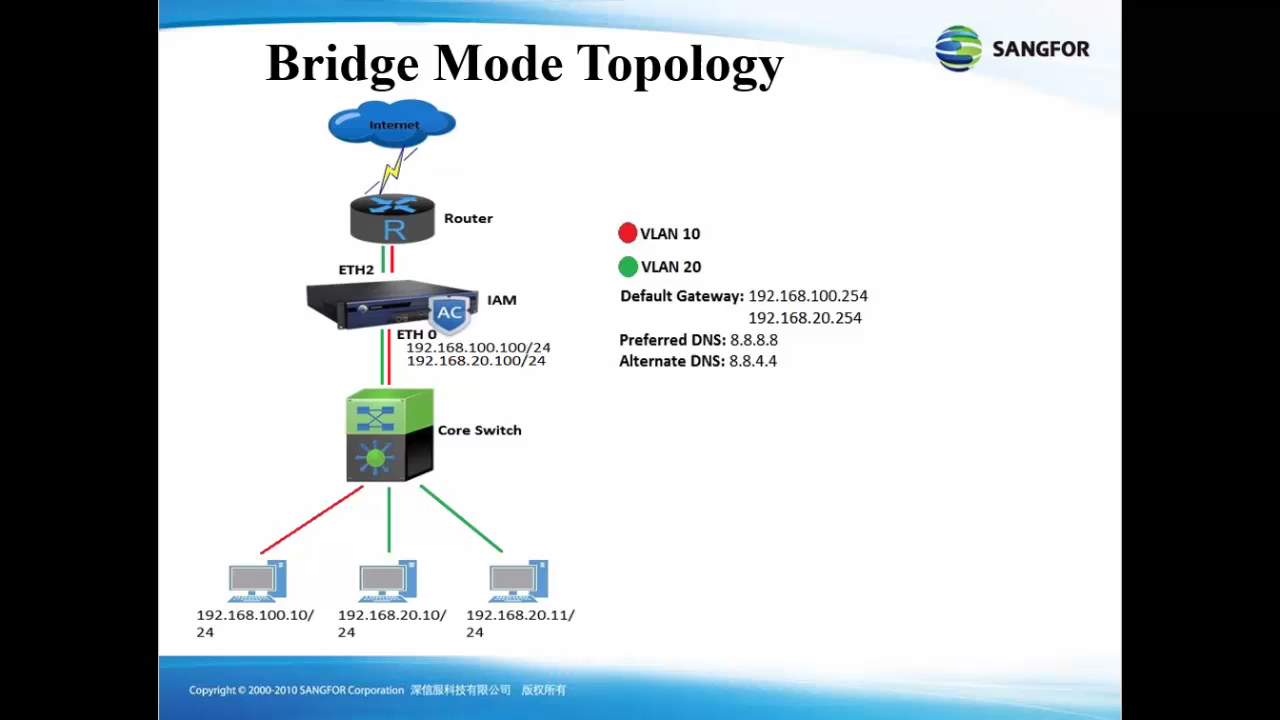 Bridge Mode Topology
SANGFOR
Internet
R
Router
ETH2
IAM
AC
ETH 0
192.168.100.100/24
192.168.20.100/24
Core Switch
VLAN 10
VLAN 20
Default Gateway: 192.168.100.254
192.168.20.254
Preferred DNS: 8.8.8.8
Alternate DNS: 8.8.4.4
192.168.100.10/
24
192.168.20.10/
24
192.168.20.11/
24
Copyright © 2000-2010 SANGFOR Corporation 深信服科技有限公司 版权所有